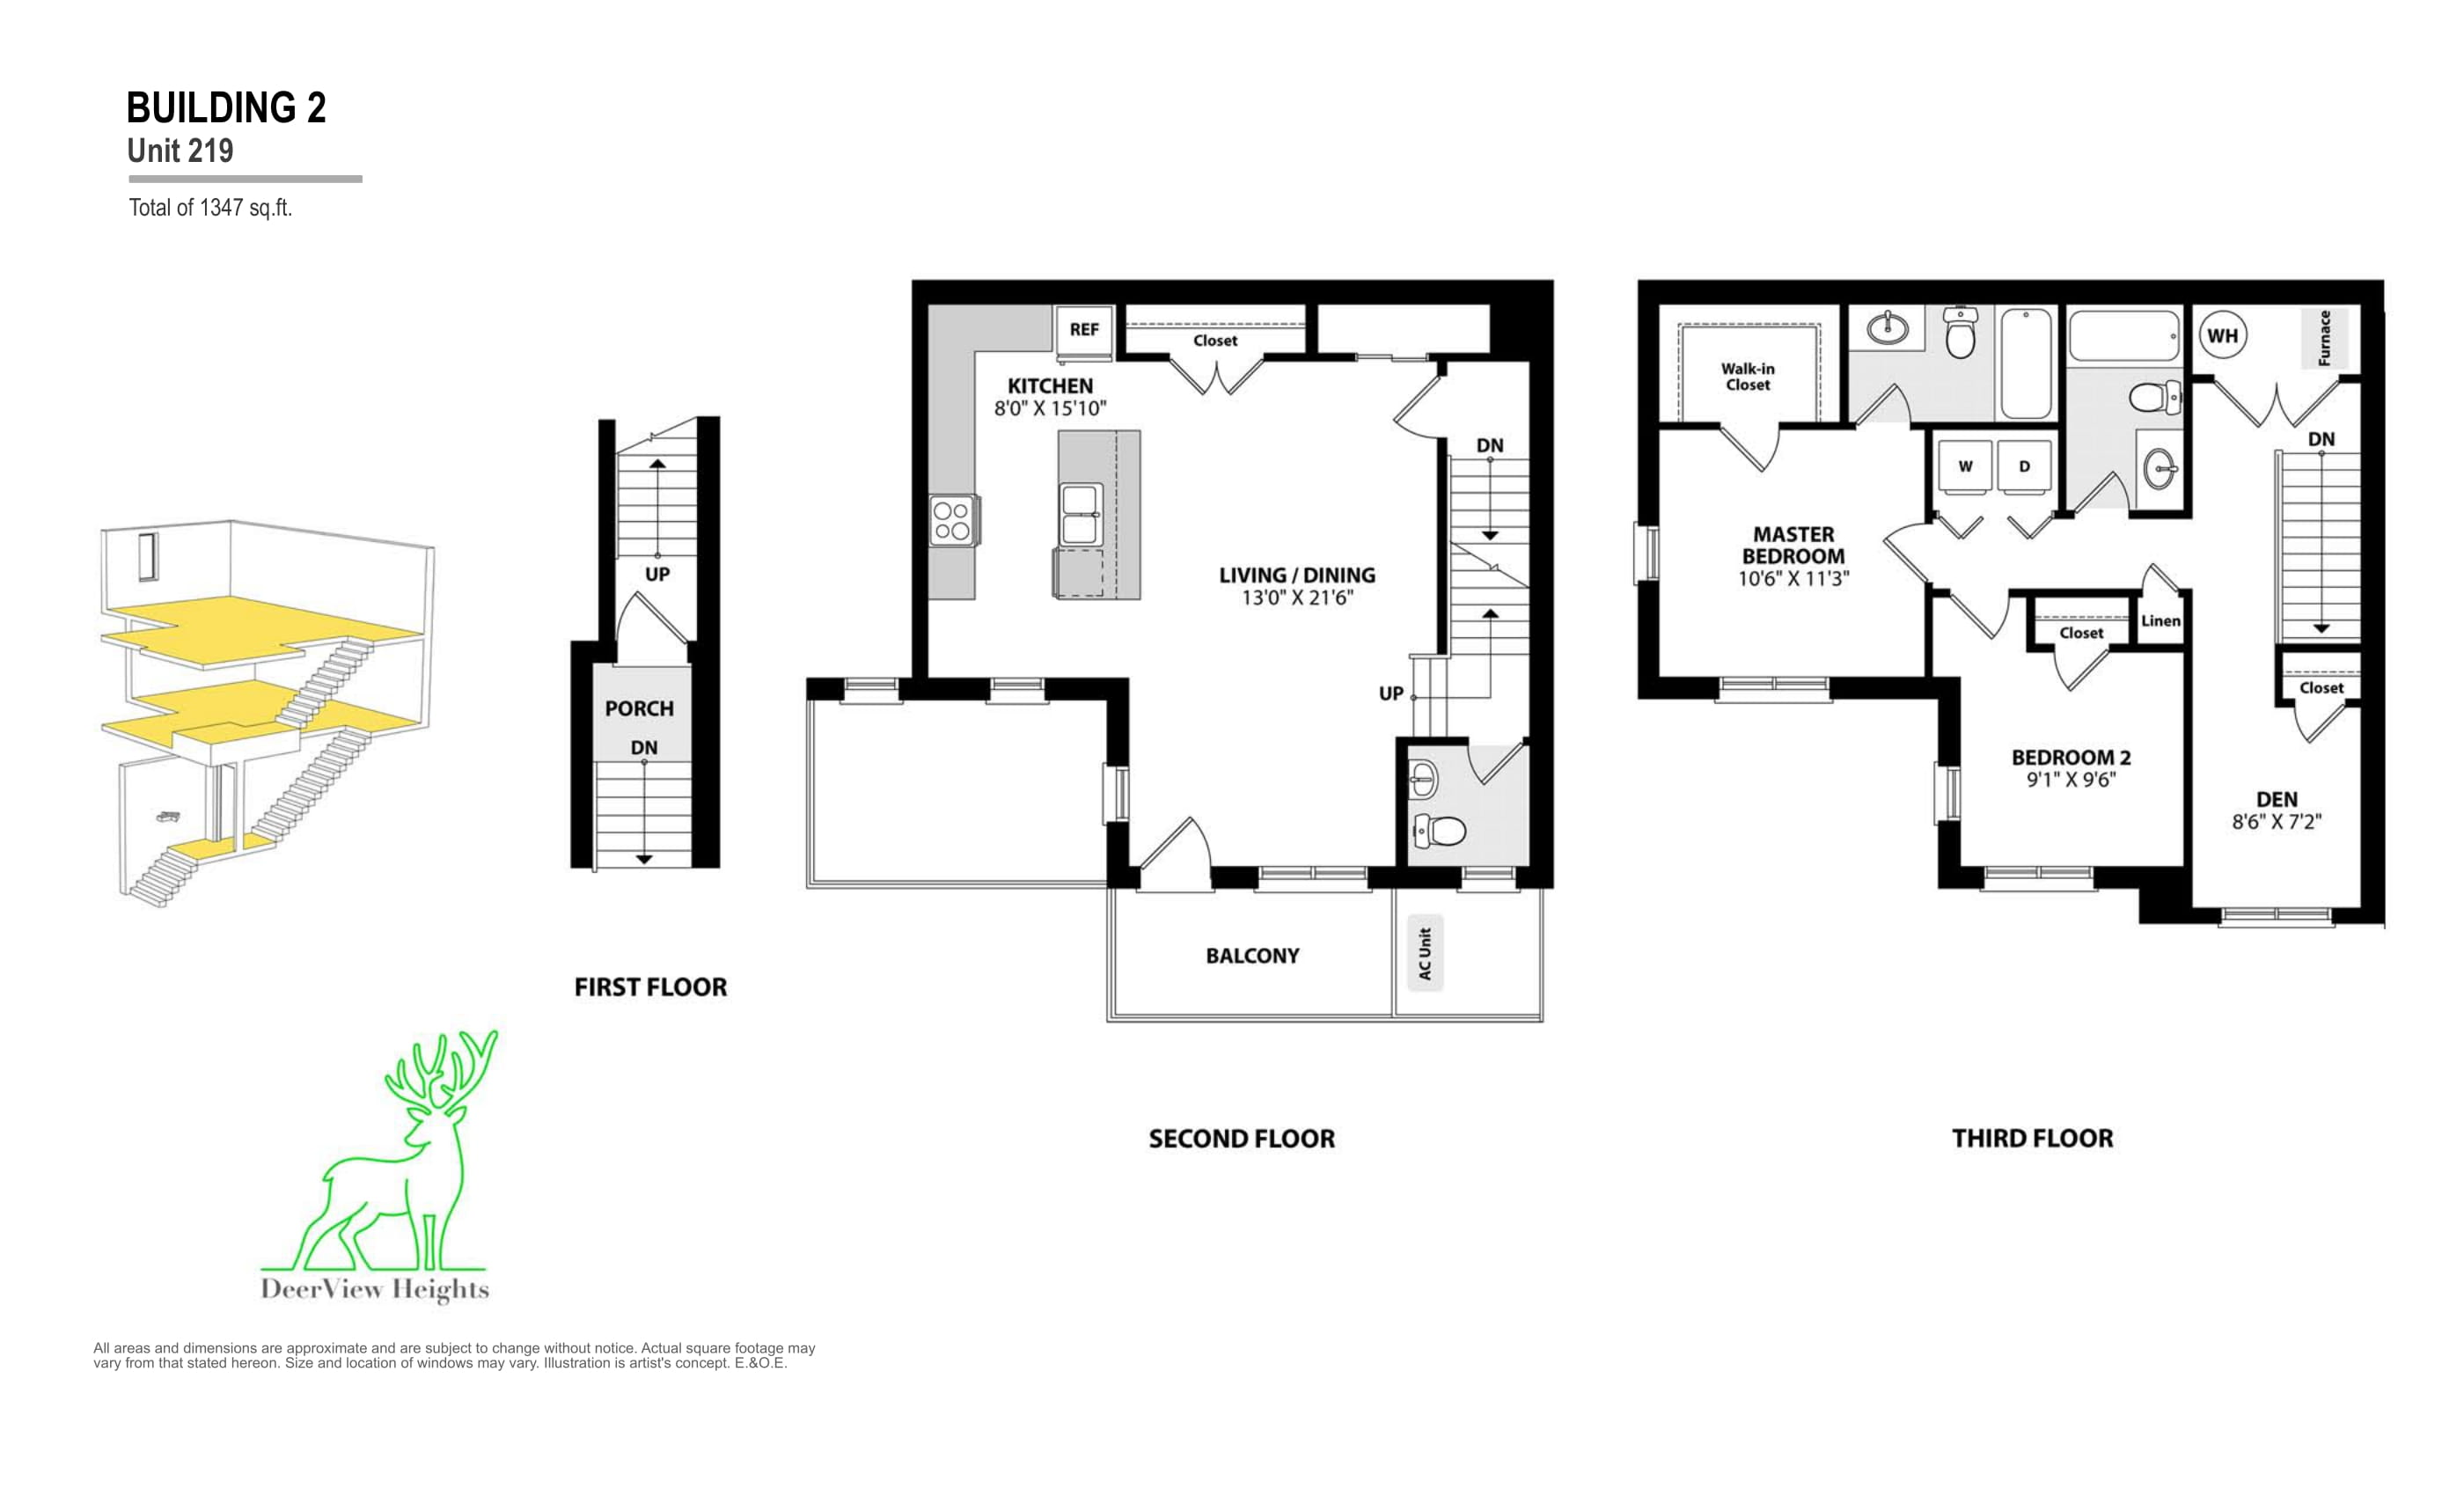 BUILDING 2
Unit 219
Total of 1347 sq.ft.
UP
PORCH
DN
FIRST FLOOR
REF
Closet
KITCHEN
8'0" X 15'10"
DN
LIVING / DINING
13'0" X 21'6"
UP
BALCONY
AC Unit
SECOND FLOOR
Walk-in
Closet
WH
Furnace
DN
W
D
MASTER
BEDROOM
10'6" X 11'3"
Closet
Linen
Closet
BEDROOM 2
9'1" X 9'6"
DEN
8'6" X 7'2"
THIRD FLOOR
DeerView Heights
All areas and dimensions are approximate and are subject to change without notice. Actual square footage may
vary from that stated hereon. Size and location of windows may vary. Illustration is artist's concept. E.&O.E.